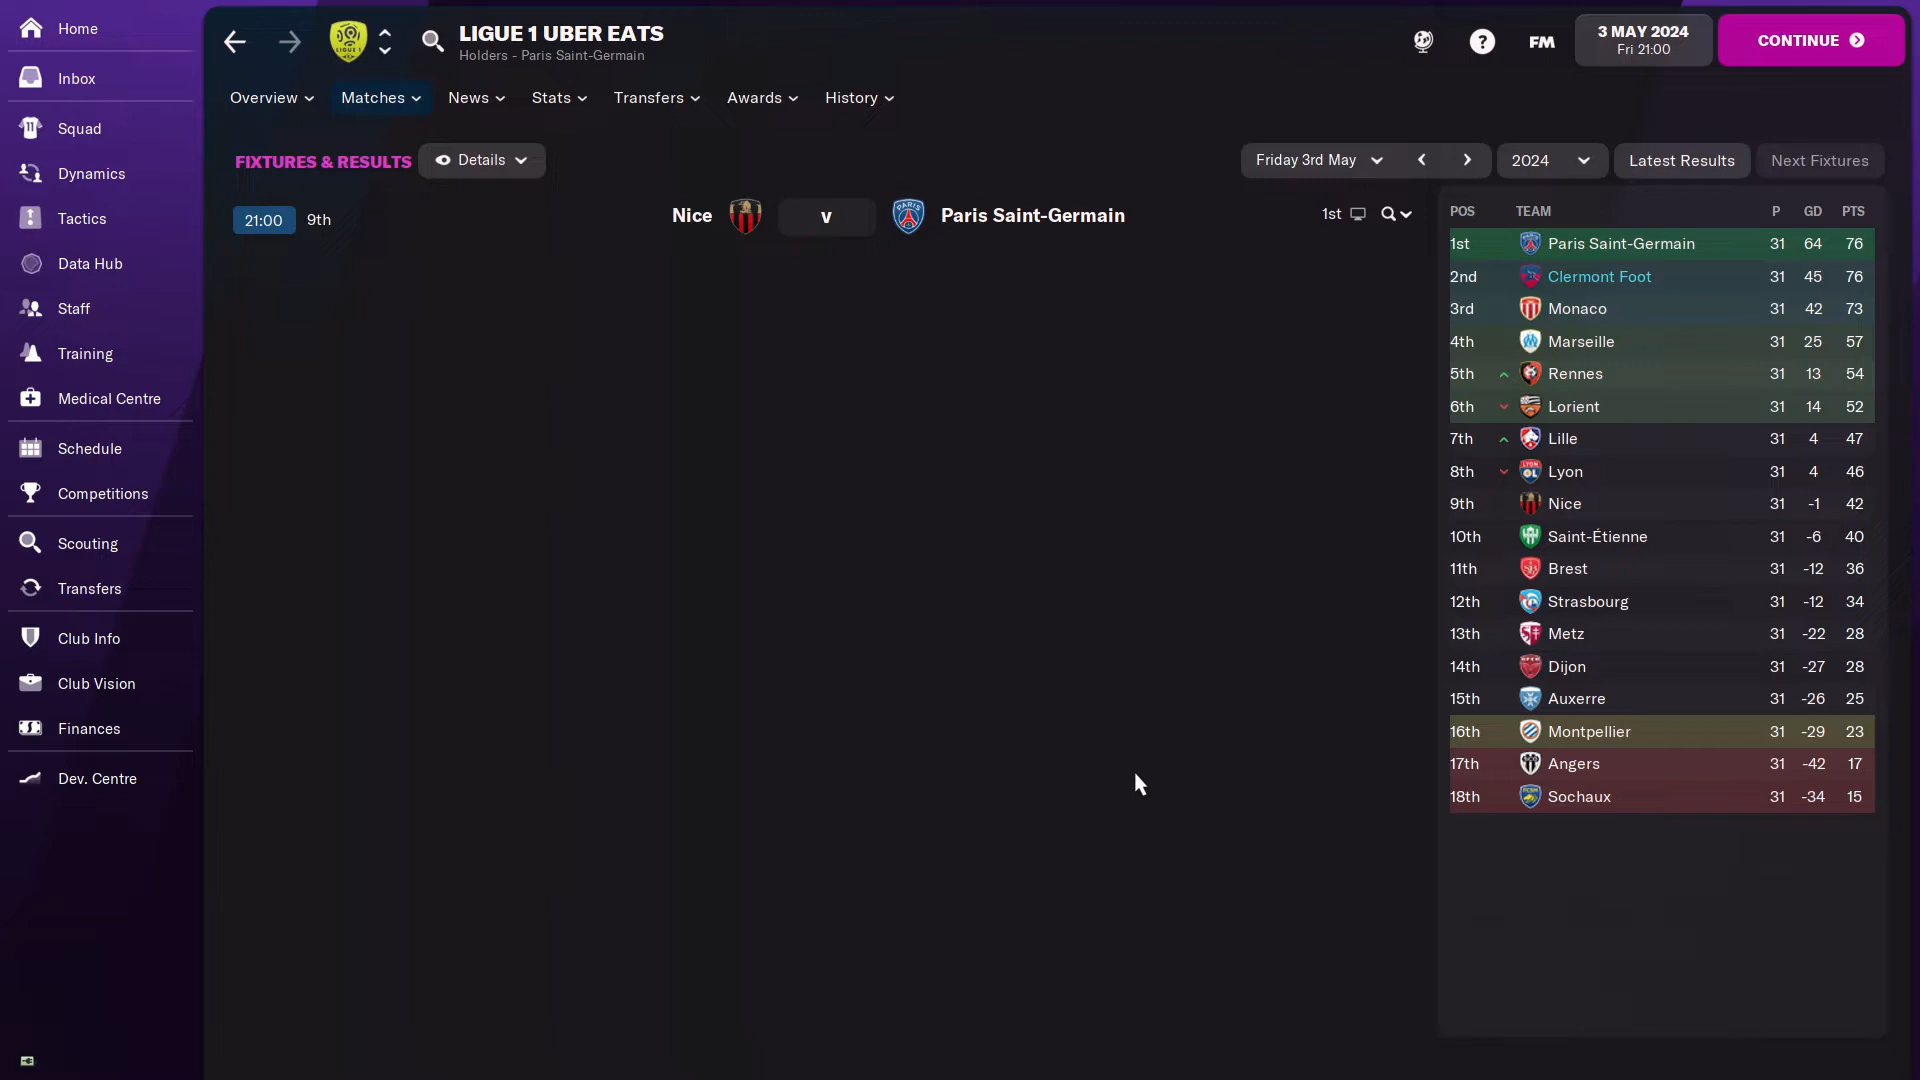 Home
Inbox
Squad
Dynamics
Tactics
Data Hub
Staff
Training
Medical Centre
Schedule
Competitions
Scouting
Transfers
Club Info
Club Vision
Finances
Dev. Centre
LIGUE 1 UBER EATS
Holders - Paris Saint-Germain
FM
3 MAY 2024
Fri 21:00
CONTINUE
Overview Matches News Stats Transfers Awards History
FIXTURES & RESULTS Details
Friday 3rd May 2024 Latest Results Next Fixtures
21:00 9th Nice v Paris Saint-Germain 1st
POS TEAM P GD PTS
1st Paris Saint-Germain 31 64 76
2nd Clermont Foot 31 45 76
3rd Monaco 31 42 73
4th Marseille 31 25 57
5th Rennes 31 13 54
6th Lorient 31 14 52
7th Lille 31 4 47
8th Lyon 31 4 46
9th Nice 31 -1 42
10th Saint-Étienne 31 -6 40
11th Brest 31 -12 36
12th Strasbourg 31 -12 34
13th Metz 31 -22 28
14th Dijon 31 -27 28
15th Auxerre 31 -26 25
16th Montpellier 31 -29 23
17th Angers 31 -42 17
18th Sochaux 31 -34 15